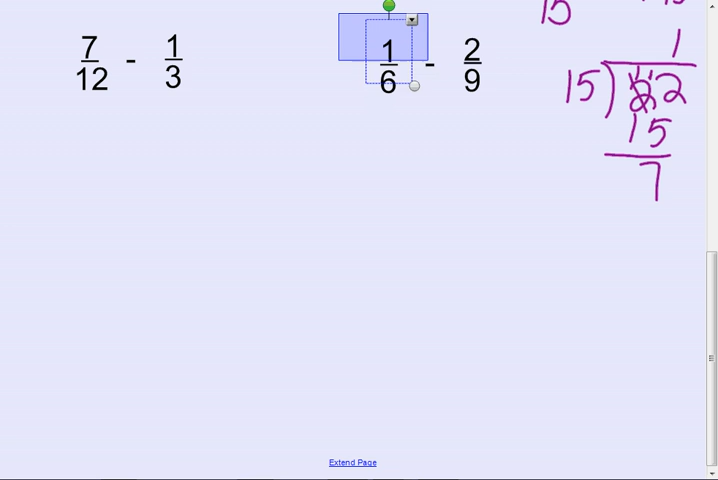 7/12 - 1/3
1/6 - 2/9
15
1
15)22
15
7
Extend Page